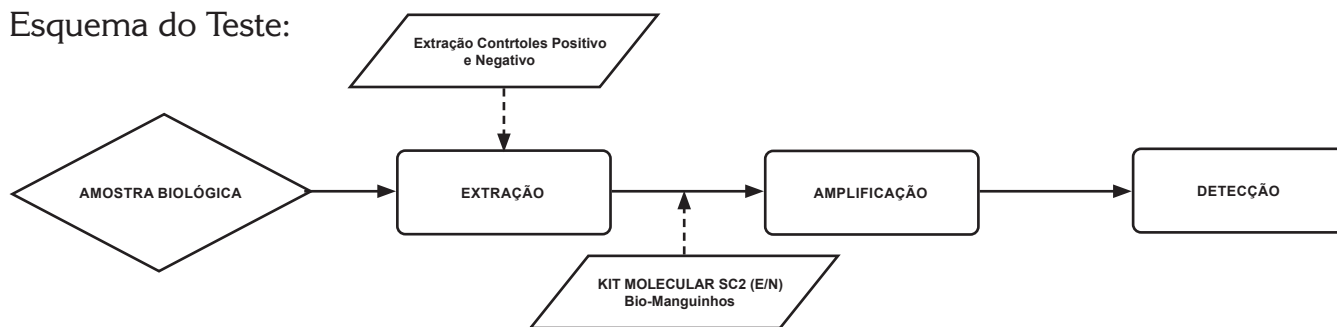 Esquema do Teste:
Extração Contrtoles Positivo
e Negativo
AMOSTRA BIOLÓGICA
EXTRAÇÃO
AMPLIFICAÇÃO
DETECÇÃO
KIT MOLECULAR SC2 (E/N)
Bio-Manguinhos